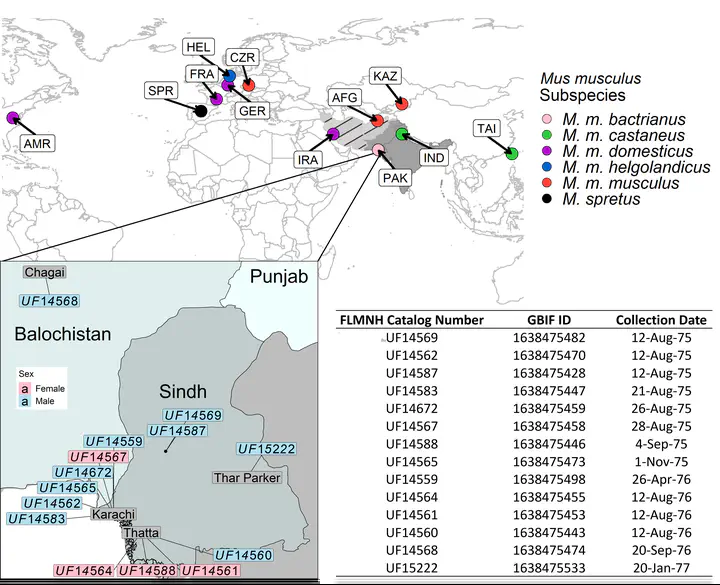 HEL
CZR
FRA
SPR
GER
AMR
KAZ
AFG
TAI
IRA
IND
PAK
Mus musculus
Subspecies
M. m. bactrianus
M. m. castaneus
M. m. domesticus
M. m. helgolandicus
M. m. musculus
M. spretus
Chagai
UF14568
Punjab
Balochistan
Sex
a Female
a Male
Sindh
UF14569
UF14587
UF14559
UF14567
UF15222
UF14672
UF14565
Thar Parker
UF14562
UF14583
Karachi
Thatta
UF14560
UF14564
UF14588
UF14561
FLMNH Catalog Number GBIF ID Collection Date
UF14569 1638475482 12-Aug-75
UF14562 1638475470 12-Aug-75
UF14587 1638475428 12-Aug-75
UF14583 1638475447 21-Aug-75
UF14672 1638475459 26-Aug-75
UF14567 1638475458 28-Aug-75
UF14588 1638475446 4-Sep-75
UF14565 1638475473 1-Nov-75
UF14559 1638475498 26-Apr-76
UF14564 1638475455 12-Aug-76
UF14561 1638475453 12-Aug-76
UF14560 1638475443 12-Aug-76
UF14568 1638475474 20-Sep-76
UF15222 1638475533 20-Jan-77